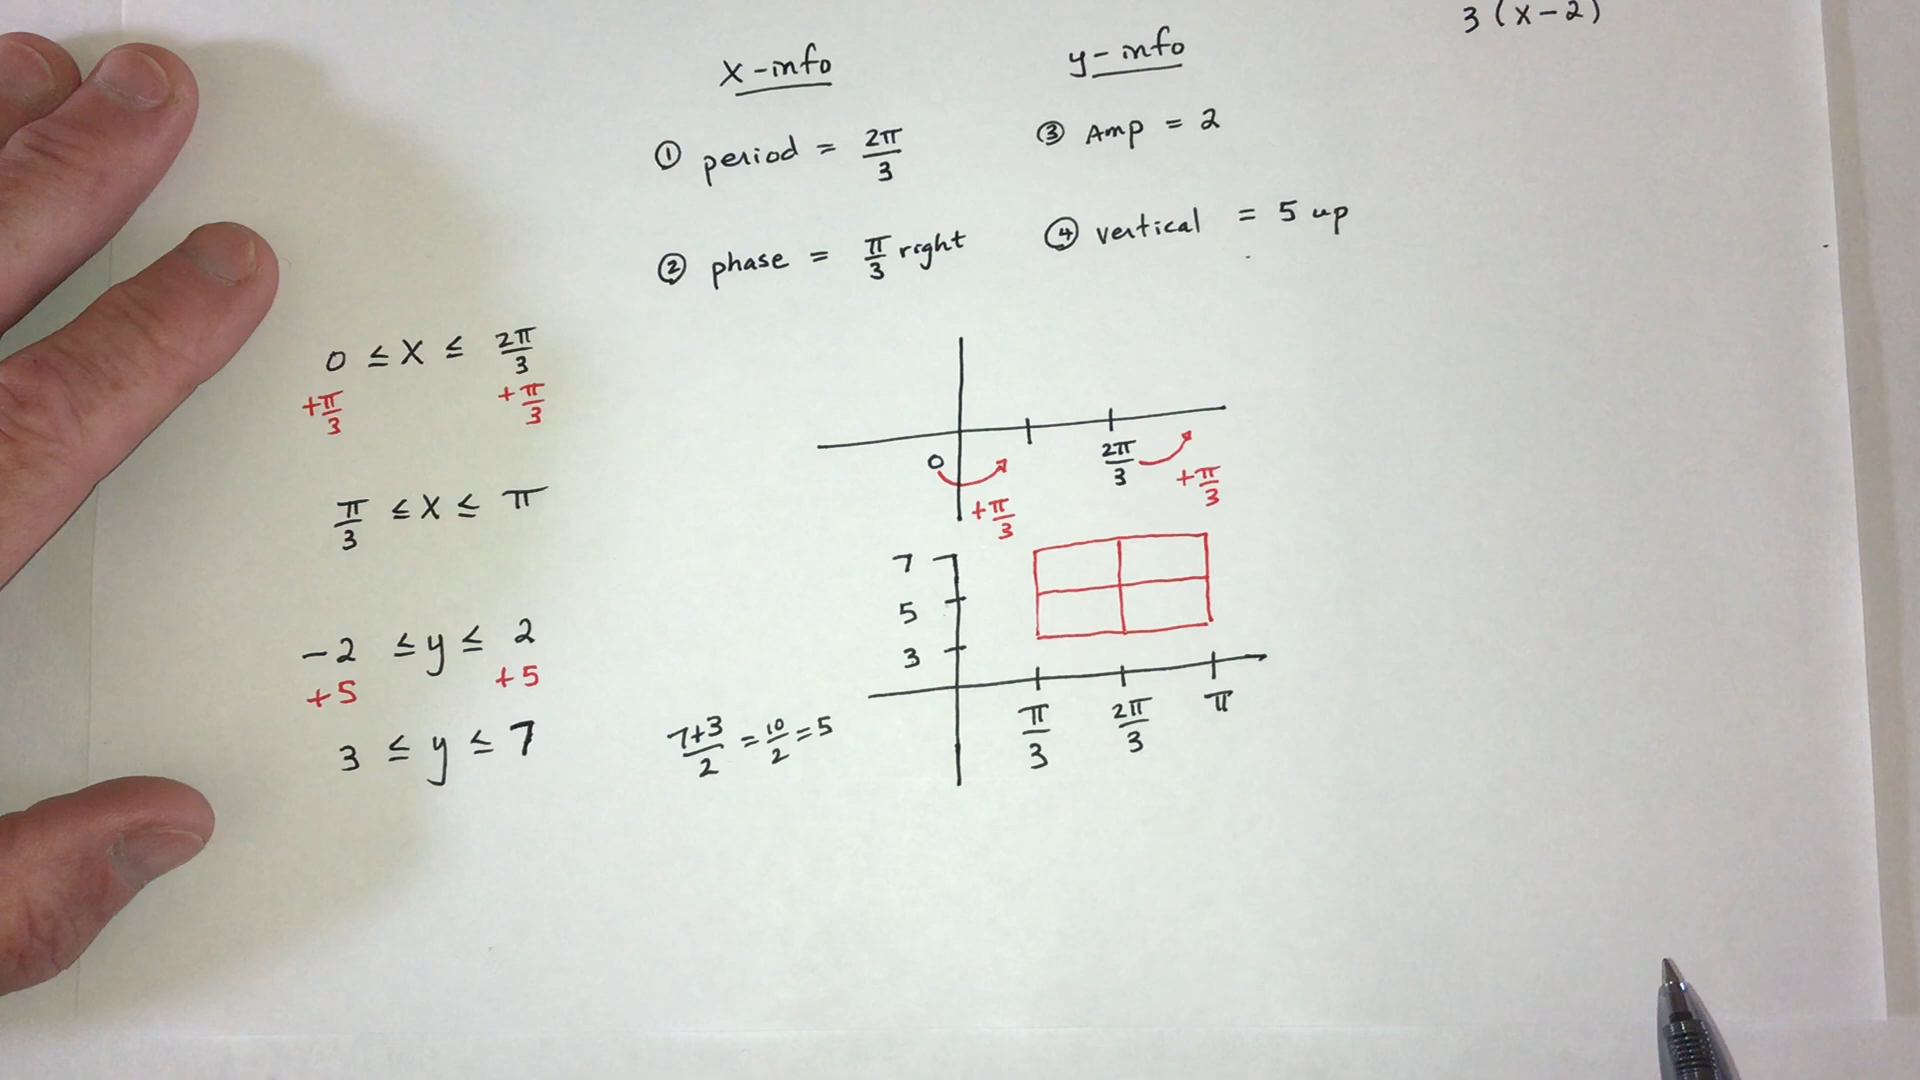 3 (x-2)
x-info
y-info
① period = 2π/3
③ Amp = 2
② phase = π/3 right
④ vertical = 5 up
0 ≤ x ≤ 2π/3
+π/3 +π/3
π/3 ≤ x ≤ π
-2 ≤ y ≤ 2
+5 +5
3 ≤ y ≤ 7
0 2π/3
+π/3 +π/3
7
5
3
π/3 2π/3 π
7+3/2 = 10/2 = 5